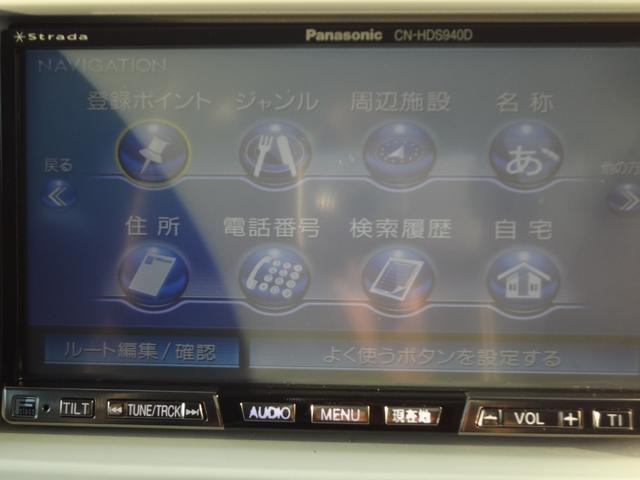 Strada Panasonic CN-HDS940D
NAVIGATION
登録ポイント ジャンル 周辺施設 名称
戻る
あ
住所 電話番号 検索履歴 自宅
ルート編集/確認 よく使うボタンを設定する
TILT TUNE/TRCK AUDIO MENU 現在地 VOL